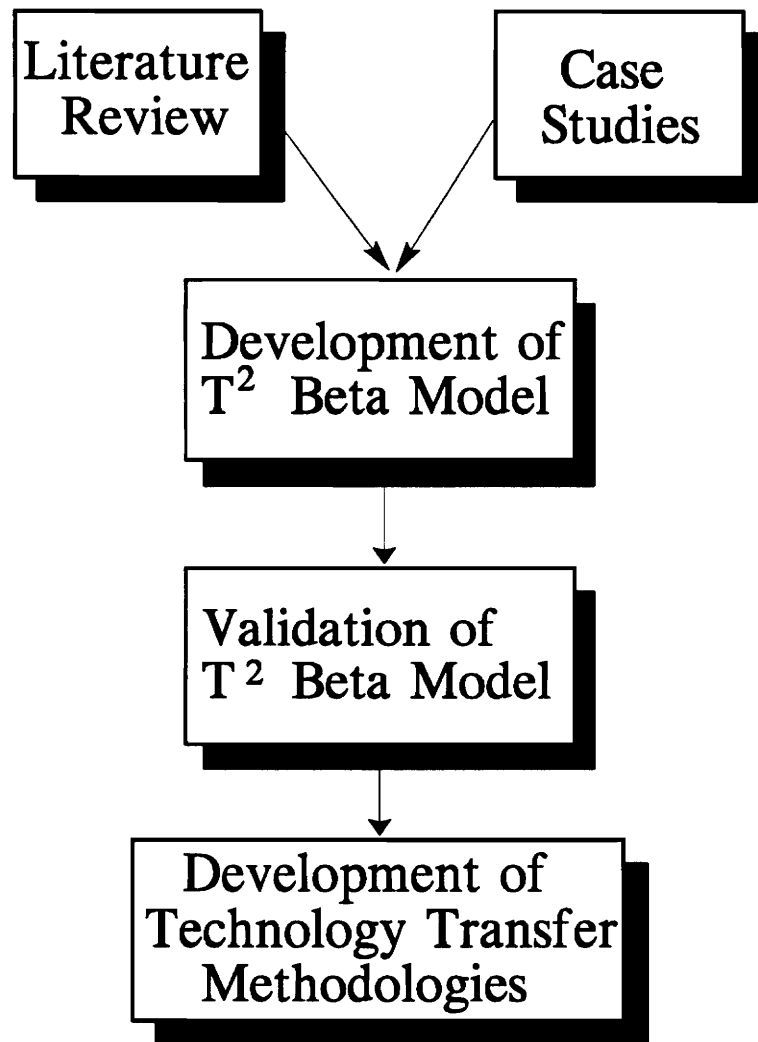 Literature
Review
Case
Studies
Development of
T² Beta Model
Validation of
T² Beta Model
Development of
Technology Transfer
Methodologies